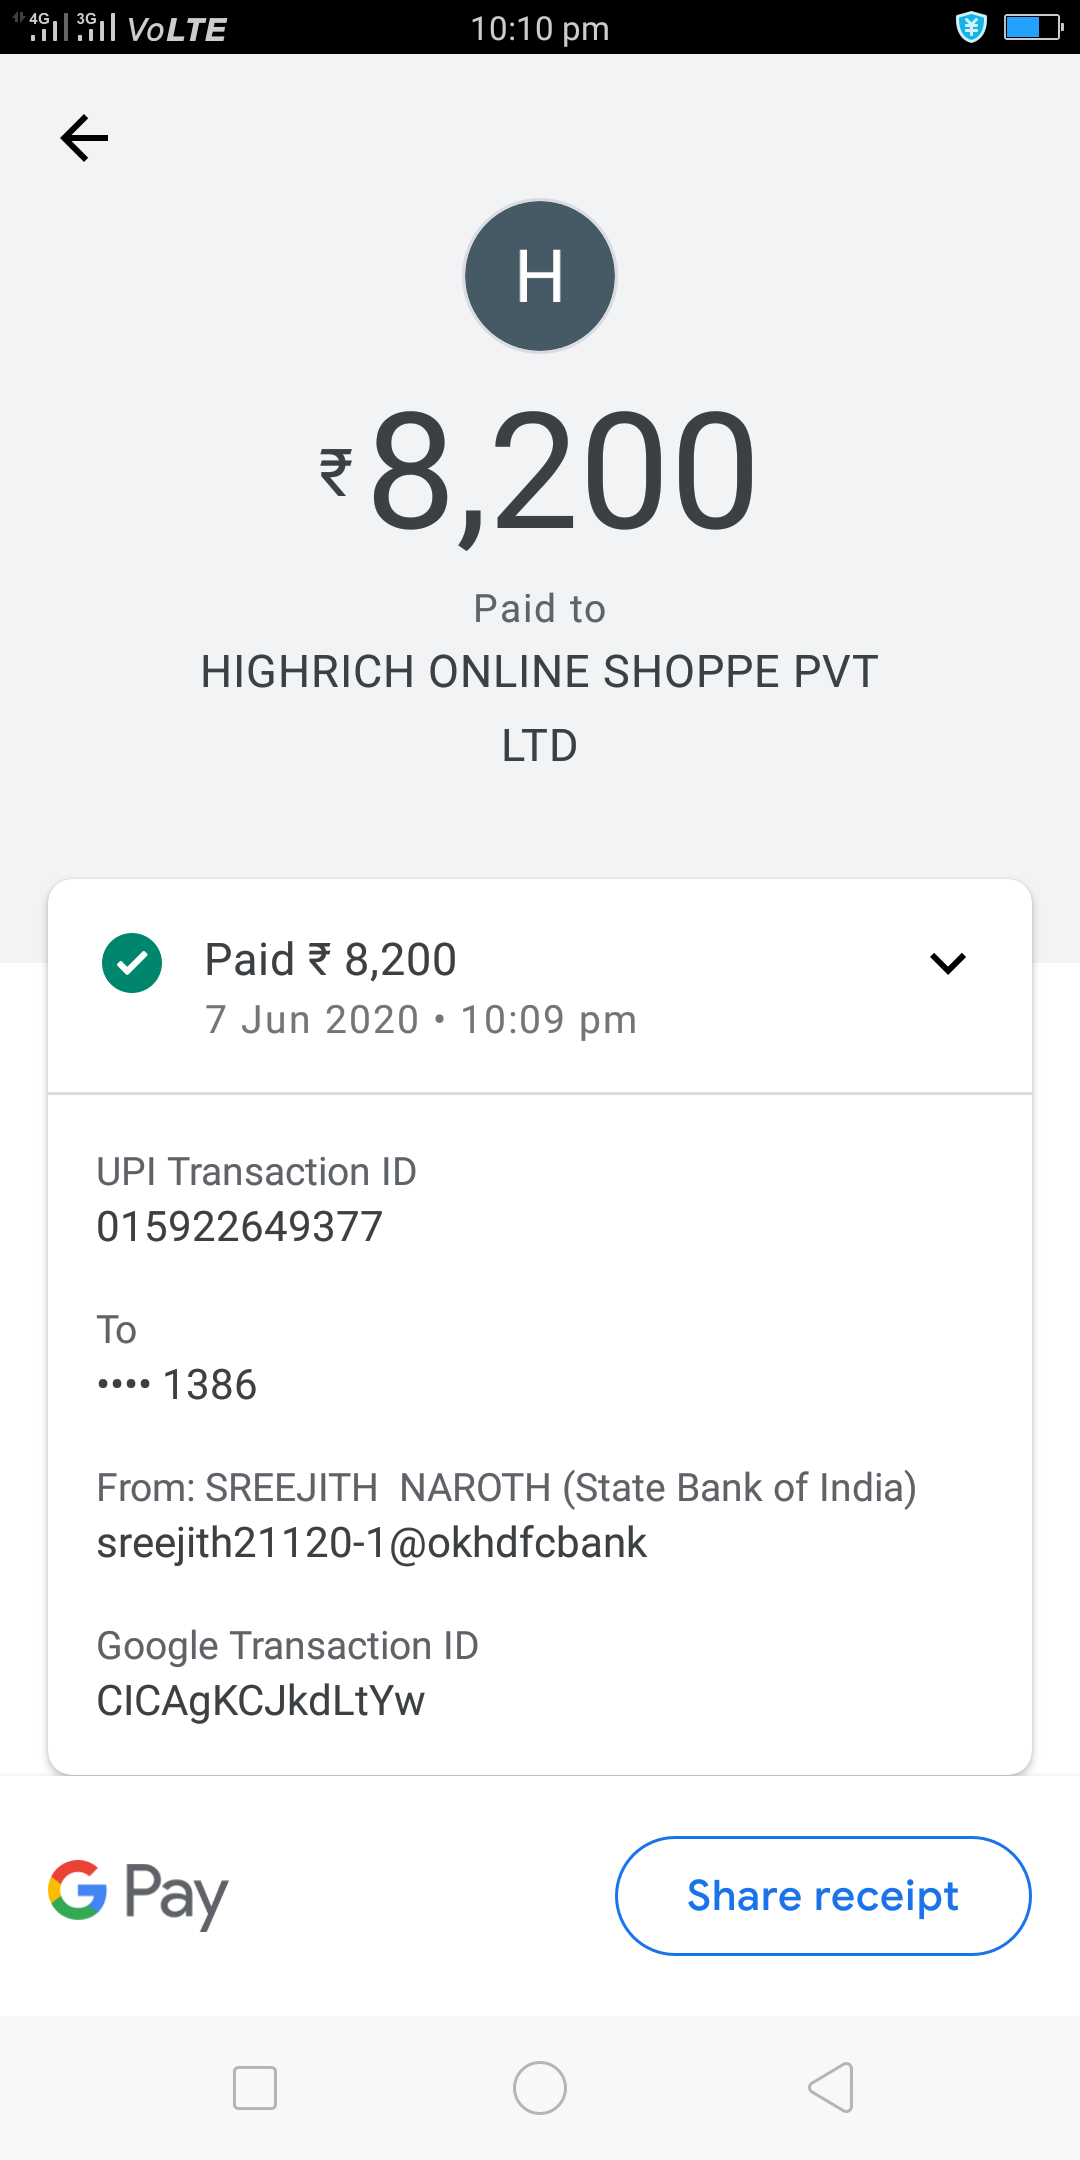 4G 3G VoLTE 10:10 pm
H
₹8,200
Paid to
HIGHRICH ONLINE SHOPPE PVT
LTD
Paid ₹ 8,200
7 Jun 2020 • 10:09 pm
UPI Transaction ID
015922649377
To
•••• 1386
From: SREEJITH  NAROTH (State Bank of India)
sreejith21120-1@okhdfcbank
Google Transaction ID
CICAgKCJkdLtYw
G Pay
Share receipt